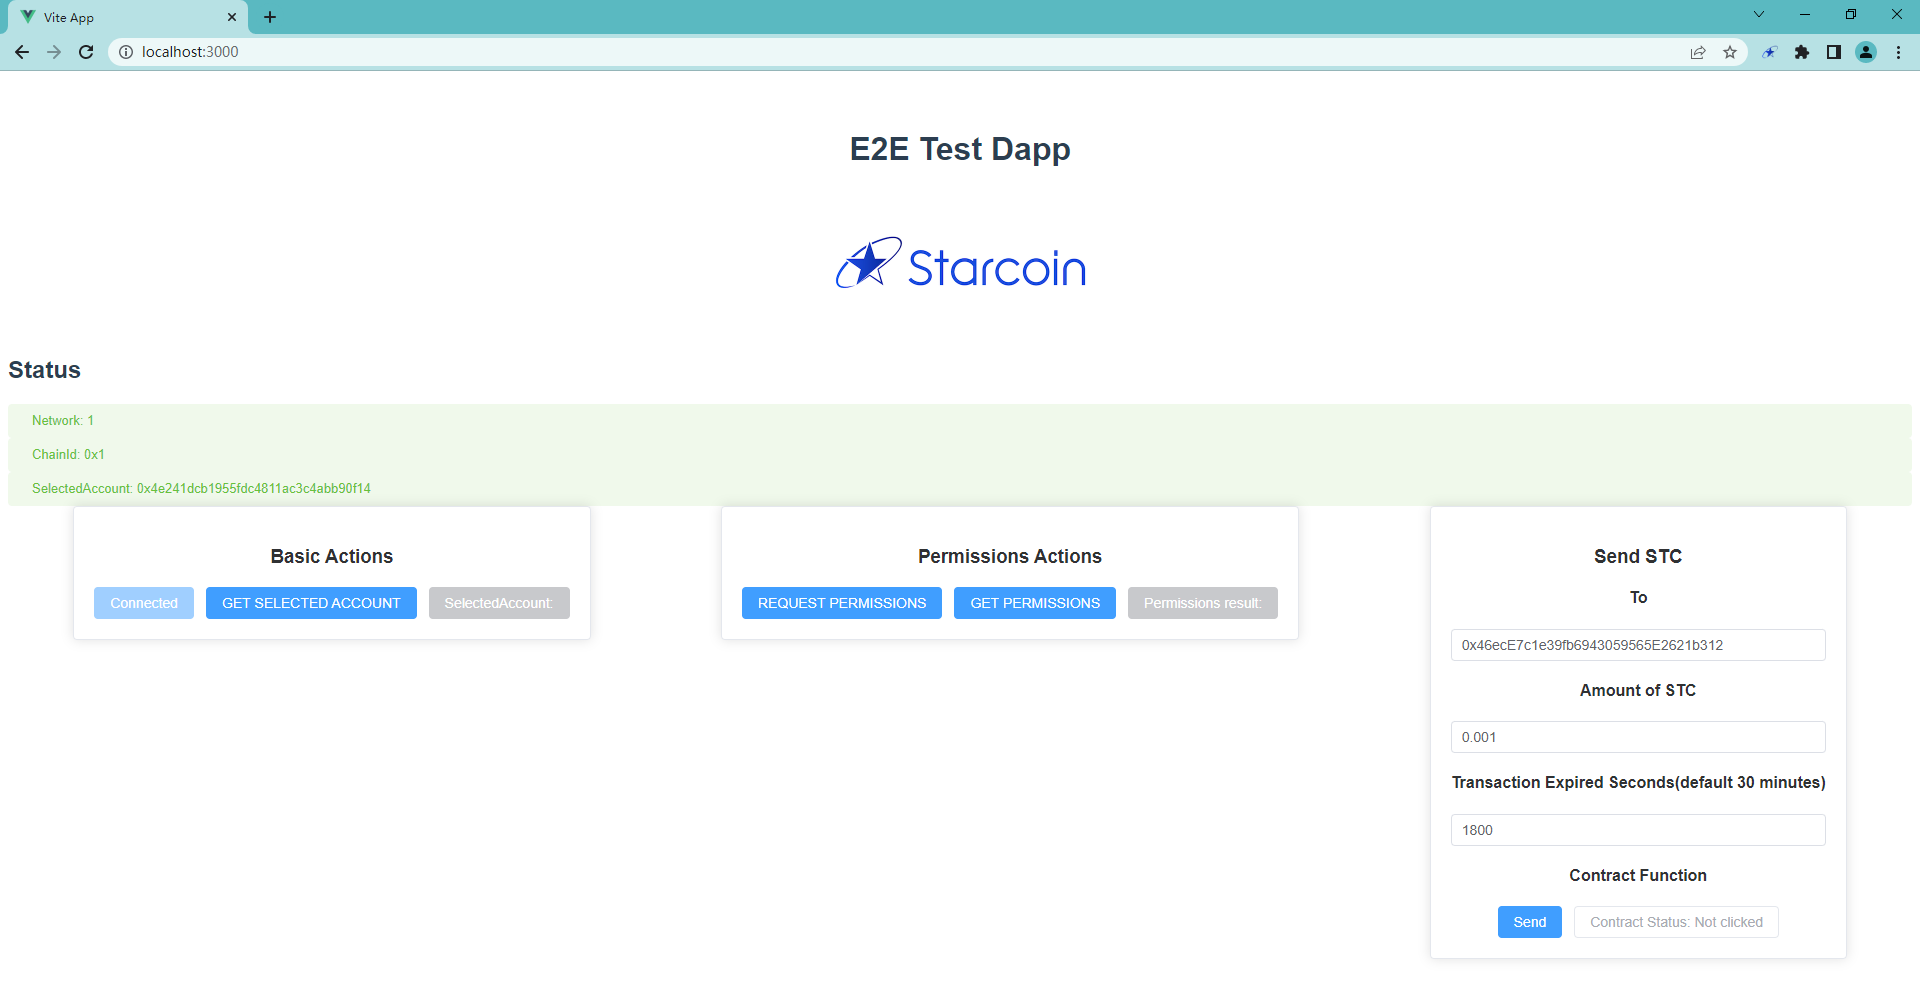 Vite App
localhost:3000
E2E Test Dapp
Starcoin
Status
Network: 1
ChainId: 0x1
SelectedAccount: 0x4e241dcb1955fdc4811ac3c4abb90f14
Basic Actions
Connected
GET SELECTED ACCOUNT
SelectedAccount:
Permissions Actions
REQUEST PERMISSIONS
GET PERMISSIONS
Permissions result:
Send STC
To
0x46ecE7c1e39fb6943059565E2621b312
Amount of STC
0.001
Transaction Expired Seconds(default 30 minutes)
1800
Contract Function
Send
Contract Status: Not clicked